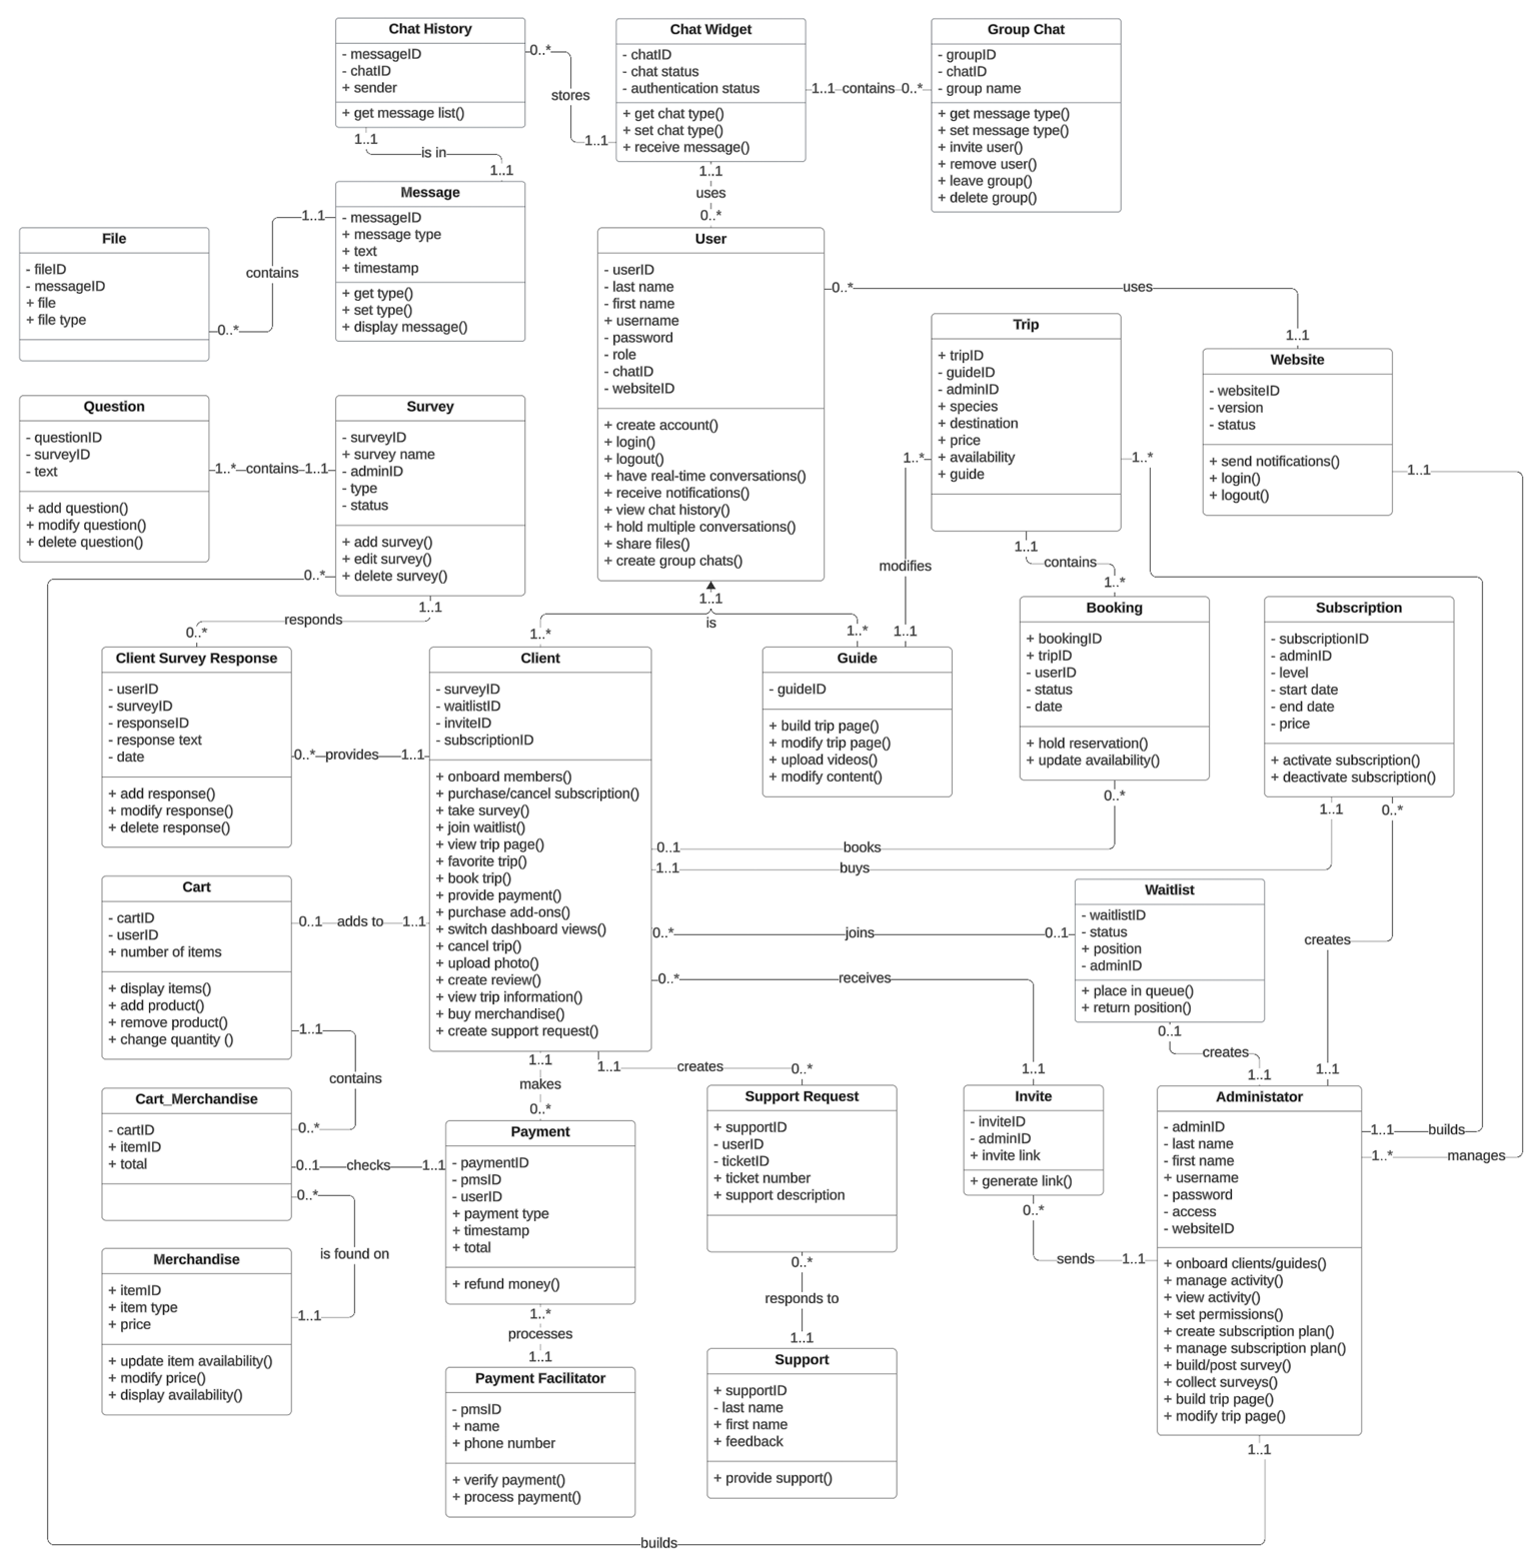 Chat History
- messageID
- chatID
+ sender
+ get message list()
0..*
stores
1..1
Chat Widget
- chatID
- chat status
- authentication status
+ get chat type()
+ set chat type()
+ receive message()
1..1 contains 0..*
Group Chat
- groupID
- chatID
- group name
+ get message type()
+ set message type()
+ invite user()
+ remove user()
+ leave group()
+ delete group()
1..1
is in
1..1
Message
- messageID
+ message type
+ text
+ timestamp
+ get type()
+ set type()
+ display message()
1..1
contains
0..*
File
- fileID
- messageID
+ file
+ file type
1..1
uses
0..*
User
- userID
- last name
- first name
+ username
- password
- role
- chatID
- websiteID
+ create account()
+ login()
+ logout()
+ have real-time conversations()
+ receive notifications()
+ view chat history()
+ hold multiple conversations()
+ share files()
+ create group chats()
0..*
uses
1..1
Trip
+ tripID
- guideID
- adminID
+ species
+ destination
+ price
+ availability
+ guide
1..*
1..*
Website
- websiteID
- version
- status
+ send notifications()
+ login()
+ logout()
1..1
Question
- questionID
- surveyID
- text
+ add question()
+ modify question()
+ delete question()
1..* contains 1..1
Survey
- surveyID
+ survey name
- adminID
- type
- status
+ add survey()
+ edit survey()
+ delete survey()
0..*
1..1
responds
0..*
1..1
is
1..*
1..*
modifies
1..1
1..1
contains
1..*
Client Survey Response
- userID
- surveyID
- responseID
- response text
- date
+ add response()
+ modify response()
+ delete response()
0..* provides 1..1
Client
- surveyID
- waitlistID
- inviteID
- subscriptionID
+ onboard members()
+ purchase/cancel subscription()
+ take survey()
+ join waitlist()
+ view trip page()
+ favorite trip()
+ book trip()
+ provide payment()
+ purchase add-ons()
+ switch dashboard views()
+ cancel trip()
+ upload photo()
+ create review()
+ view trip information()
+ buy merchandise()
+ create support request()
Guide
- guideID
+ build trip page()
+ modify trip page()
+ upload videos()
+ modify content()
Booking
+ bookingID
+ tripID
- userID
- status
- date
+ hold reservation()
+ update availability()
0..*
Subscription
- subscriptionID
- adminID
- level
- start date
- end date
- price
+ activate subscription()
+ deactivate subscription()
1..1
0..*
0..1
books
1..1
buys
Cart
- cartID
- userID
+ number of items
+ display items()
+ add product()
+ remove product()
+ change quantity ()
0..1 adds to 1..1
0..*
joins
0..1
Waitlist
- waitlistID
- status
+ position
- adminID
+ place in queue()
+ return position()
creates
1..1
0..*
receives
1..1
0..1
creates
1..1
1..1
contains
0..*
1..1
makes
0..*
1..1
creates
0..*
Cart_Merchandise
- cartID
+ itemID
+ total
0..1 checks 1..1
0..*
is found on
1..1
Payment
- paymentID
- pmsID
- userID
+ payment type
+ timestamp
+ total
+ refund money()
Support Request
+ supportID
- userID
- ticketID
+ ticket number
+ support description
Invite
- inviteID
- adminID
+ invite link
+ generate link()
0..*
sends
1..1
Administator
- adminID
- last name
- first name
+ username
- password
- access
- websiteID
+ onboard clients/guides()
+ manage activity()
+ view activity()
+ set permissions()
+ create subscription plan()
+ manage subscription plan()
+ build/post survey()
+ collect surveys()
+ build trip page()
+ modify trip page()
1..1
builds
1..*
manages
Merchandise
+ itemID
+ item type
+ price
+ update item availability()
+ modify price()
+ display availability()
1..*
processes
1..1
0..*
responds to
1..1
Payment Facilitator
- pmsID
+ name
+ phone number
+ verify payment()
+ process payment()
Support
+ supportID
- last name
+ first name
+ feedback
+ provide support()
1..1
builds